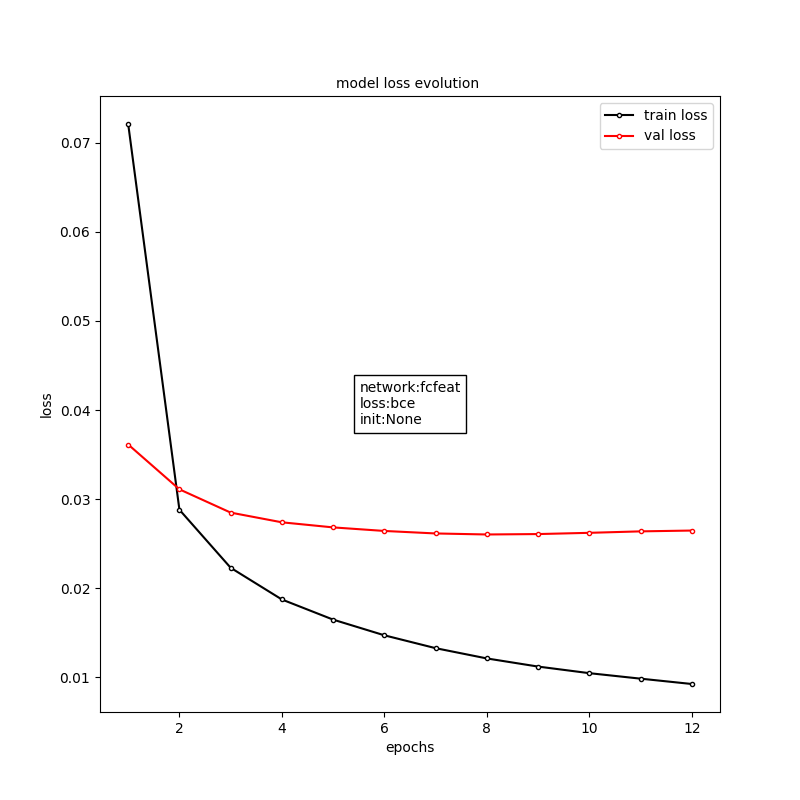 model loss evolution
train loss
val loss
0.07
0.06
0.05
0.04
0.03
0.02
0.01
loss
network:fcfeat
loss:bce
init:None
2 4 6 8 10 12
epochs